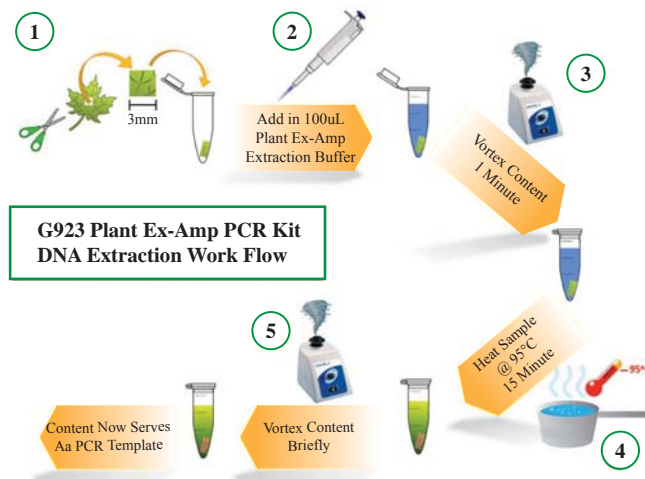 1
2
3
3mm
Add in 100uL
Plant Ex-Amp
Extraction Buffer
Vortex Content
1 Minute
G923 Plant Ex-Amp PCR Kit
DNA Extraction Work Flow
Heat Sample
@ 95°C
15 Minute
95°
4
5
Vortex Content
Briefly
Content Now Serves
Aa PCR Template